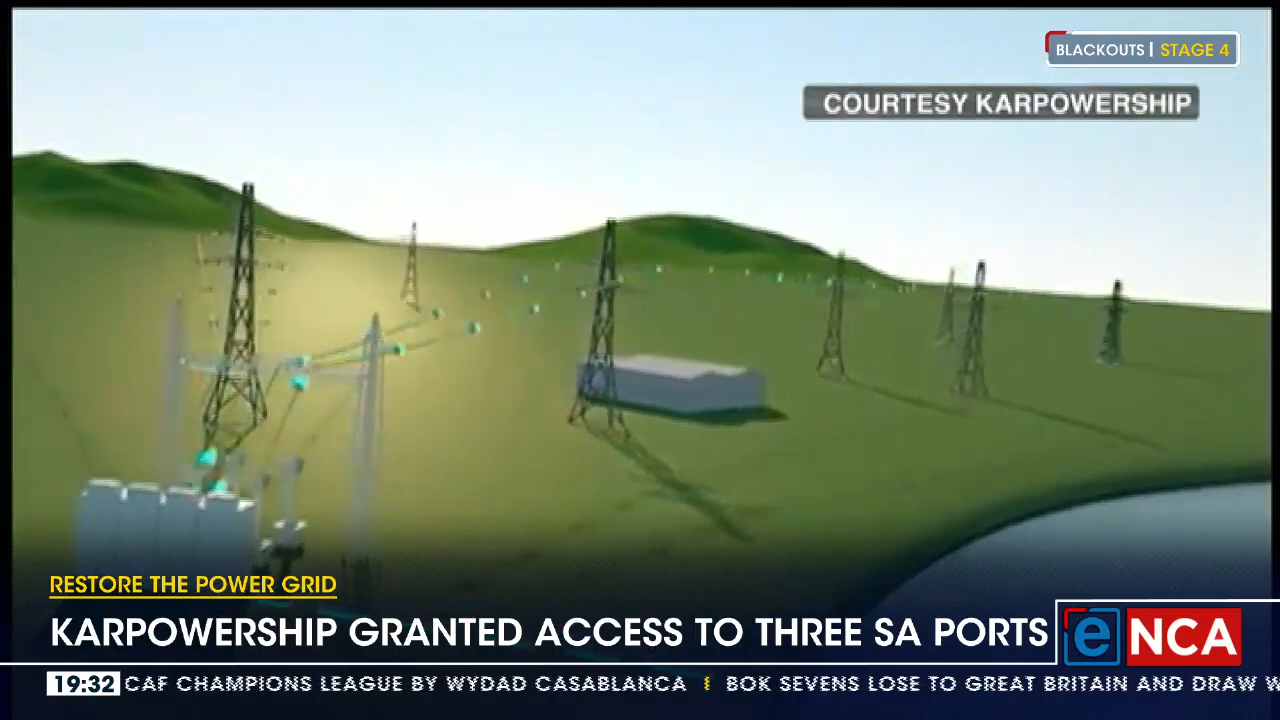 BLACKOUTS | STAGE 4
COURTESY KARPOWERSHIP
RESTORE THE POWER GRID
KARPOWERSHIP GRANTED ACCESS TO THREE SA PORTS
eNCA
19:32 CAF CHAMPIONS LEAGUE BY WYDAD CASABLANCA BOK SEVENS LOSE TO GREAT BRITAIN AND DRAW